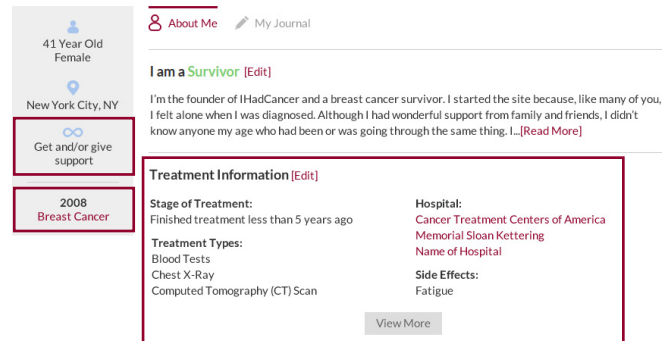 41 Year Old
Female
New York City, NY
Get and/or give
support
2008
Breast Cancer
About Me
My Journal
I am a Survivor [Edit]
I'm the founder of IHadCancer and a breast cancer survivor. I started the site because, like many of you,
I felt alone when I was diagnosed. Although I had wonderful support from family and friends, I didn't
know anyone my age who had been or was going through the same thing. I...[Read More]
Treatment Information [Edit]
Stage of Treatment:
Finished treatment less than 5 years ago
Treatment Types:
Blood Tests
Chest X-Ray
Computed Tomography (CT) Scan
Hospital:
Cancer Treatment Centers of America
Memorial Sloan Kettering
Name of Hospital
Side Effects:
Fatigue
View More